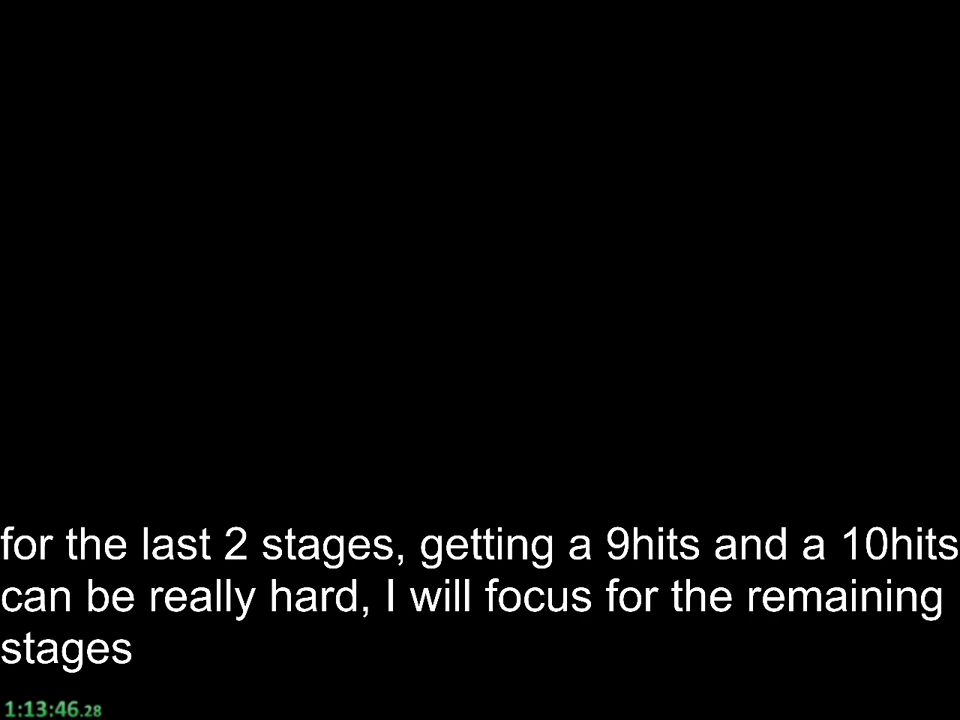 for the last 2 stages, getting a 9hits and a 10hits
can be really hard, I will focus for the remaining
stages
1:13:46.28